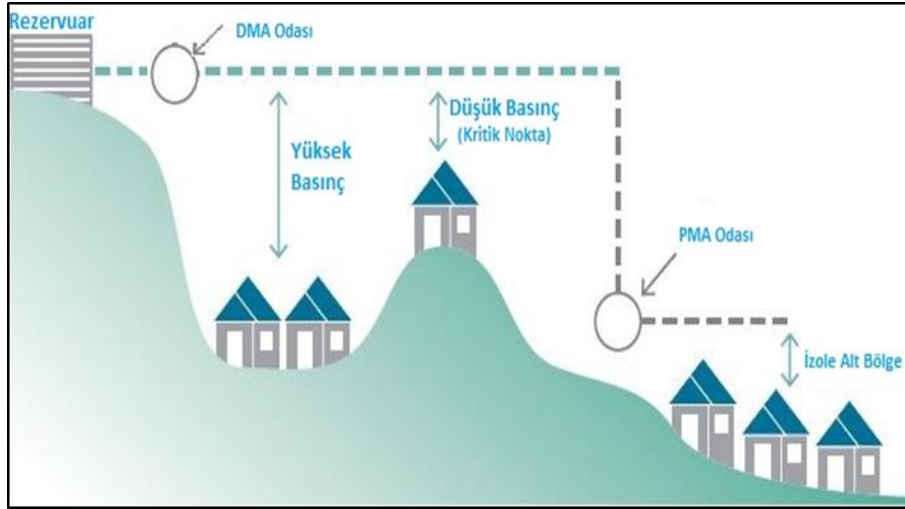 Rezervuar
DMA Odası
Düşük Basınç
(Kritik Nokta)
Yüksek
Basınç
PMA Odası
İzole Alt Bölge